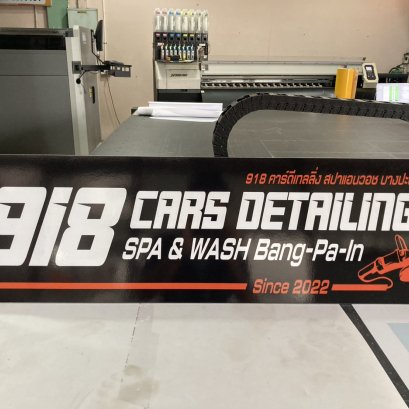 918 คาร์ดีเทลลิ่ง สปาแอนวอช บางปะ
918 CARS DETAILING
SPA & WASH Bang-Pa-In
Since 2022